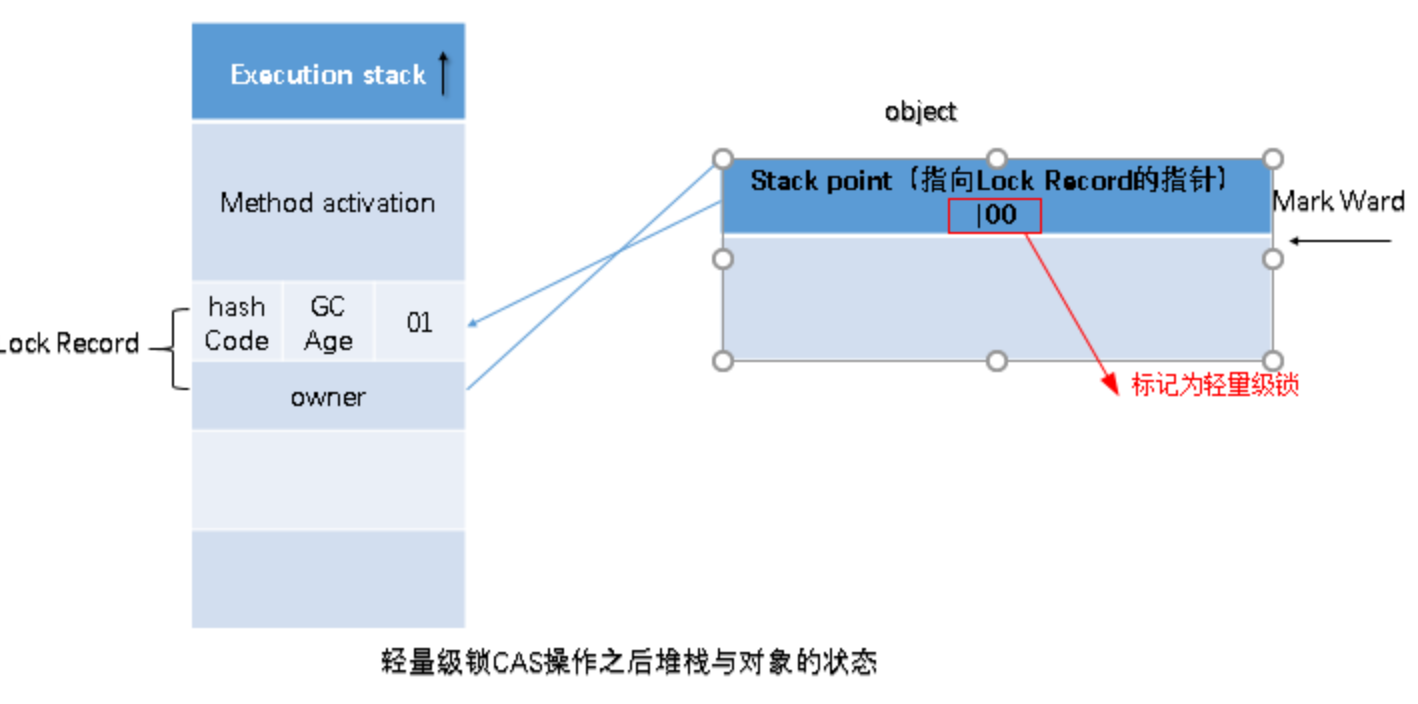 Execution stack
object
Stack point（指向Lock Record的指针）
|00
Mark Ward
Method activation
hash
Code
GC
Age
01
Lock Record
owner
标记为轻量级锁
轻量级锁CAS操作之后堆栈与对象的状态